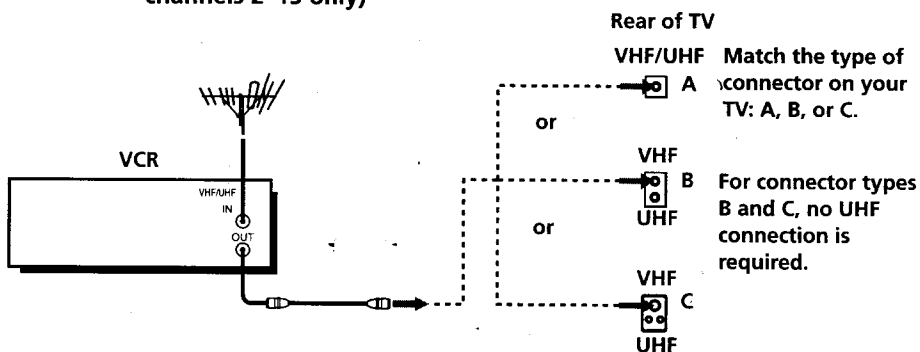 channels 2–13 only)
Rear of TV
VHF/UHF
A
Match the type of
connector on your
TV: A, B, or C.
or
VCR
VHF/UHF
IN
OUT
VHF
B
UHF
For connector types
B and C, no UHF
connection is
required.
or
VHF
C
UHF